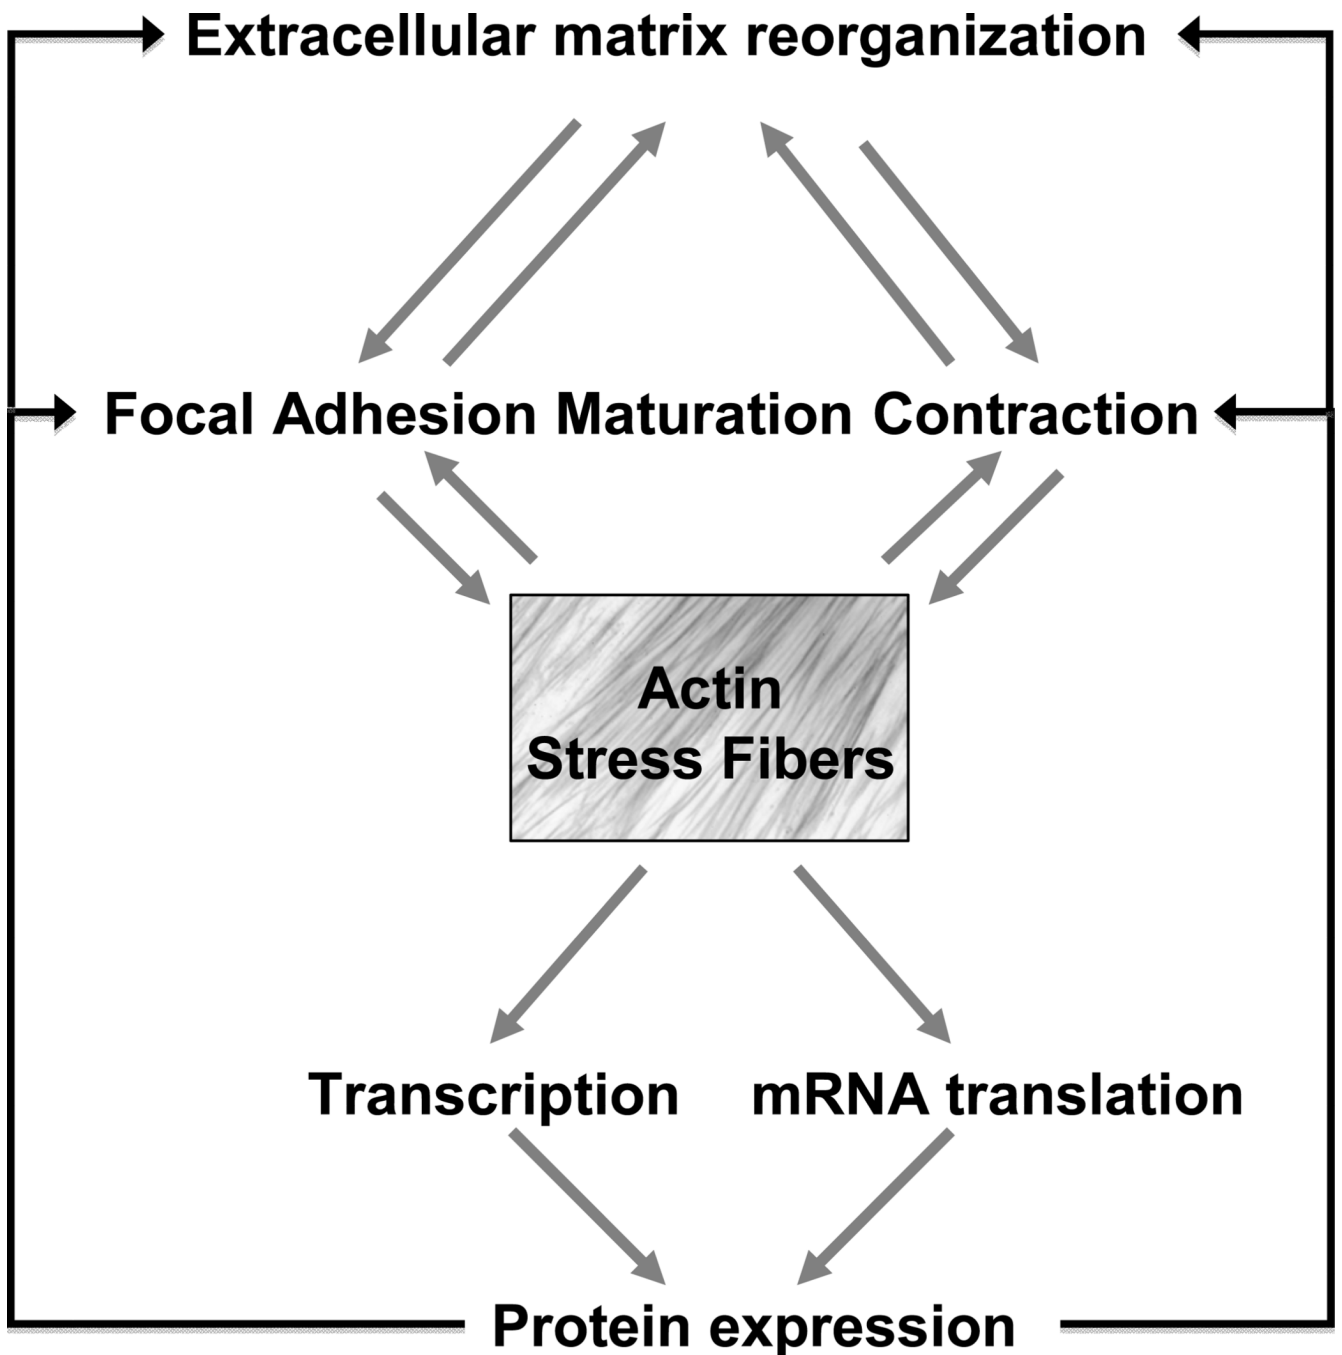 Extracellular matrix reorganization
Focal Adhesion Maturation Contraction
Actin
Stress Fibers
Transcription mRNA translation
Protein expression